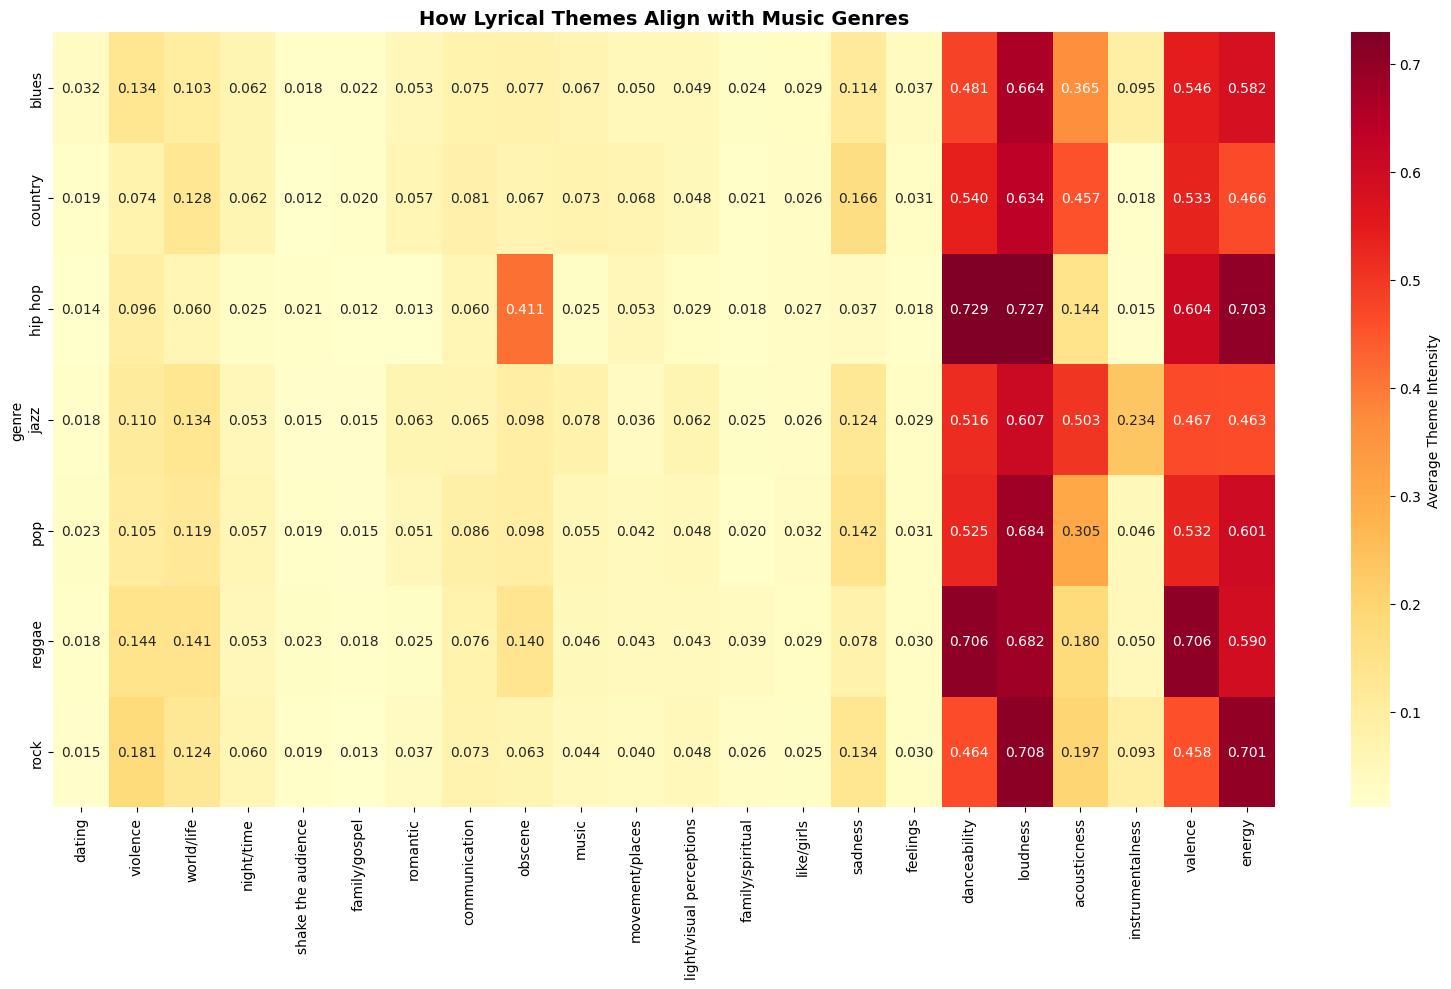 How Lyrical Themes Align with Music Genres
genre
blues
0.032 0.134 0.103 0.062 0.018 0.022 0.053 0.075 0.077 0.067 0.050 0.049 0.024 0.029 0.114 0.037 0.481 0.664 0.365 0.095 0.546 0.582
country
0.019 0.074 0.128 0.062 0.012 0.020 0.057 0.081 0.067 0.073 0.068 0.048 0.021 0.026 0.166 0.031 0.540 0.634 0.457 0.018 0.533 0.466
hip hop
0.014 0.096 0.060 0.025 0.021 0.012 0.013 0.060 0.411 0.025 0.053 0.029 0.018 0.027 0.037 0.018 0.729 0.727 0.144 0.015 0.604 0.703
jazz
0.018 0.110 0.134 0.053 0.015 0.015 0.063 0.065 0.098 0.078 0.036 0.062 0.025 0.026 0.124 0.029 0.516 0.607 0.503 0.234 0.467 0.463
pop
0.023 0.105 0.119 0.057 0.019 0.015 0.051 0.086 0.098 0.055 0.042 0.048 0.020 0.032 0.142 0.031 0.525 0.684 0.305 0.046 0.532 0.601
reggae
0.018 0.144 0.141 0.053 0.023 0.018 0.025 0.076 0.140 0.046 0.043 0.043 0.039 0.029 0.078 0.030 0.706 0.682 0.180 0.050 0.706 0.590
rock
0.015 0.181 0.124 0.060 0.019 0.013 0.037 0.073 0.063 0.044 0.040 0.048 0.026 0.025 0.134 0.030 0.464 0.708 0.197 0.093 0.458 0.701
dating
violence
world/life
night/time
shake the audience
family/gospel
romantic
communication
obscene
music
movement/places
light/visual perceptions
family/spiritual
like/girls
sadness
feelings
danceability
loudness
acousticness
instrumentalness
valence
energy
0.7
0.6
0.5
0.4
0.3
0.2
0.1
Average Theme Intensity